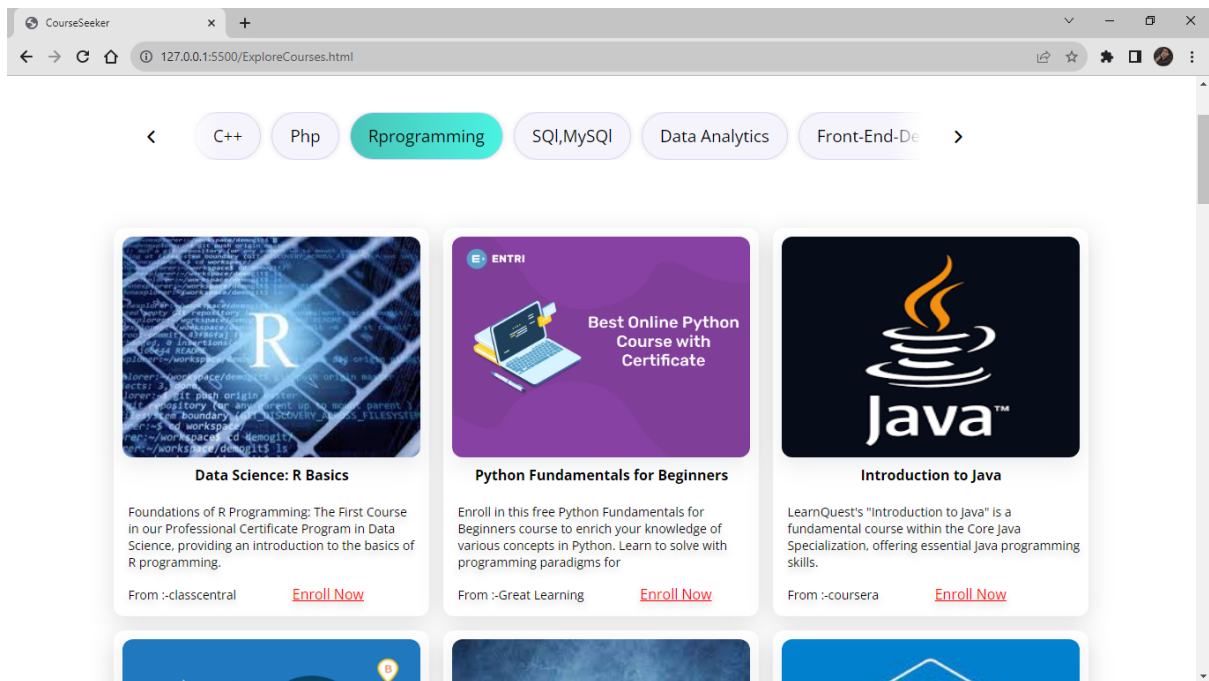 CourseSeeker
127.0.0.1:5500/ExploreCourses.html
C++ Php Rprogramming SQl,MySQl Data Analytics Front-End-De
R
ENTRI
Best Online Python
Course with
Certificate
Java™
Data Science: R Basics
Foundations of R Programming: The First Course
in our Professional Certificate Program in Data
Science, providing an introduction to the basics of
R programming.
From :-classcentral Enroll Now
Python Fundamentals for Beginners
Enroll in this free Python Fundamentals for
Beginners course to enrich your knowledge of
various concepts in Python. Learn to solve with
programming paradigms for
From :-Great Learning Enroll Now
Introduction to Java
LearnQuest's "Introduction to Java" is a
fundamental course within the Core Java
Specialization, offering essential Java programming
skills.
From :-coursera Enroll Now
B